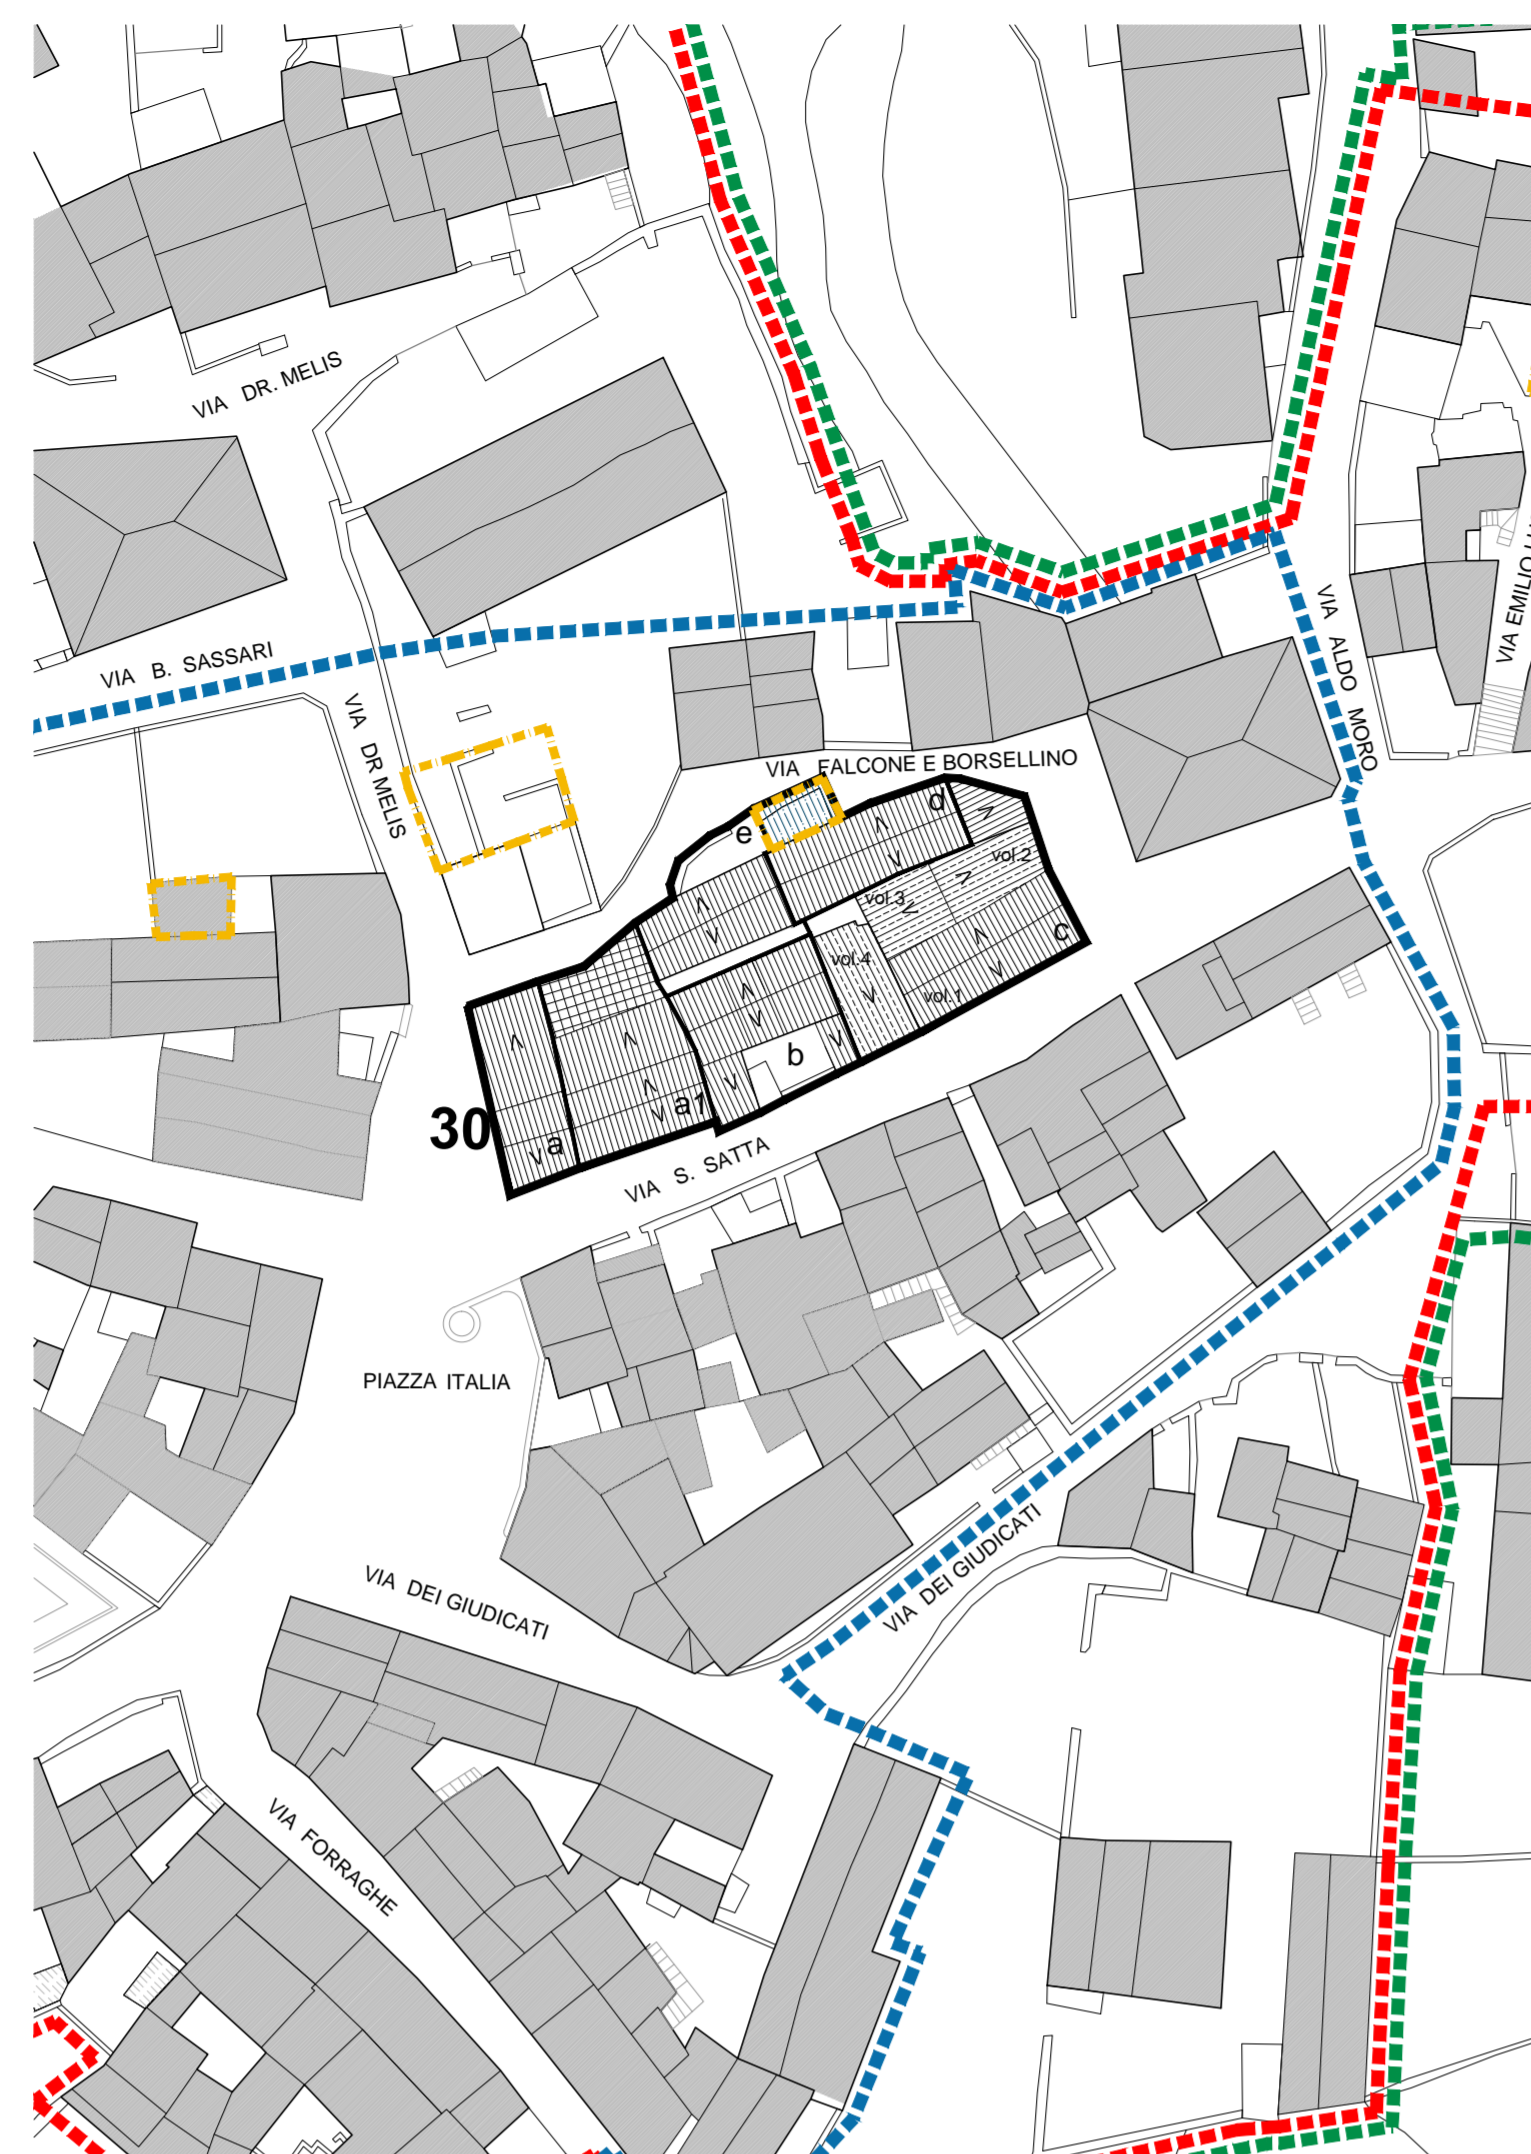 VIA DR. MELIS
VIA B. SASSARI
VIA DR MELIS
VIA ALDO MORO
VIA EMILIO
VIA FALCONE E BORSELLINO
e
d
vol.2
vol.3
c
vol.4
vol.1
b
a1
30
a
VIA S. SATTA
PIAZZA ITALIA
VIA DEI GIUDICATI
VIA DEI GIUDICATI
VIA FORRAGHE